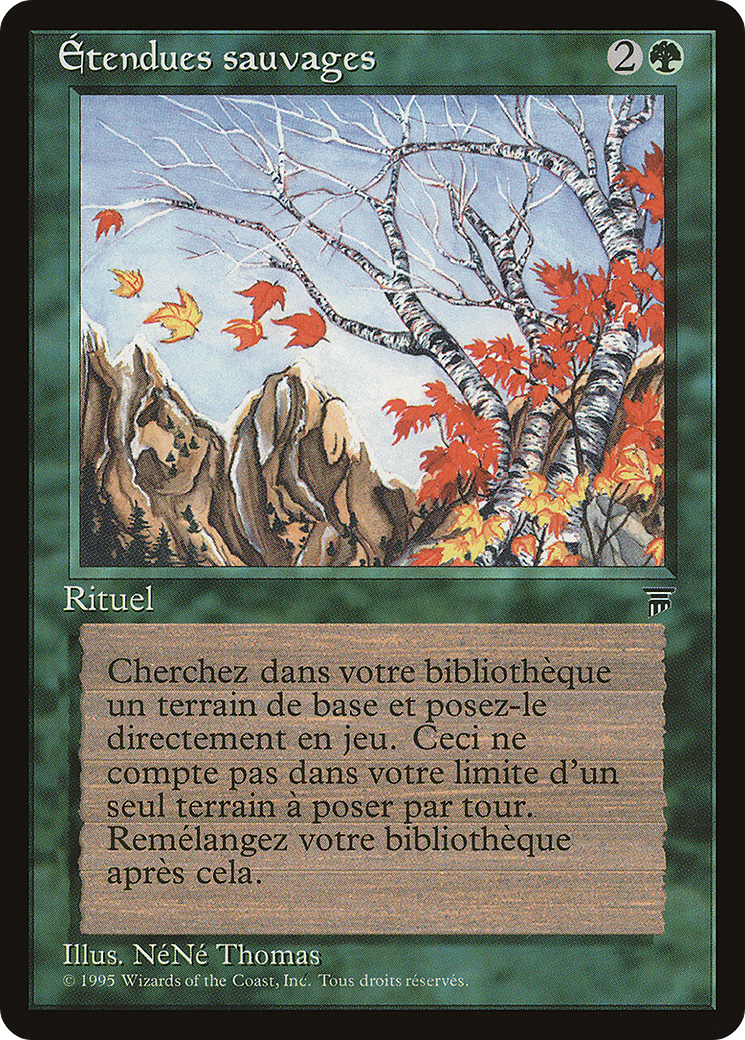 Étendues sauvages 2
Rituel
Cherchez dans votre bibliothèque
un terrain de base et posez-le
directement en jeu. Ceci ne
compte pas dans votre limite d'un
seul terrain à poser par tour.
Remélangez votre bibliothèque
après cela.
Illus. NéNé Thomas
© 1995 Wizards of the Coast, Inc. Tous droits réservés.